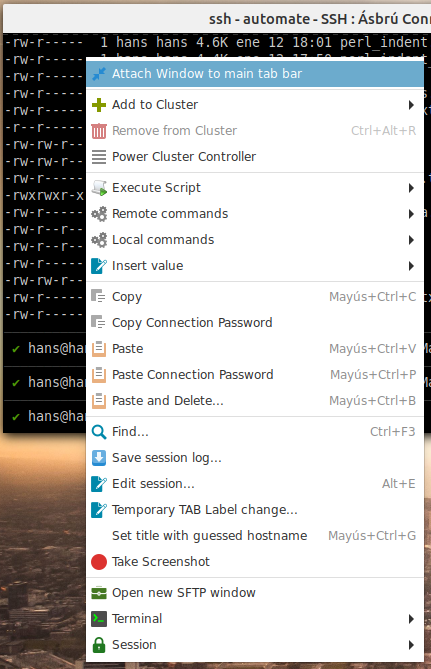 ssh - automate - SSH : Ásbrú Con
-rw-r----- 1 hans hans 4.6K ene 12 18:01 perl_indent
-rw-r-----
Attach Window to main tab bar
-rw-r-----
Add to Cluster
-rw-r-----
-r--r-----
Remove from Cluster Ctrl+Alt+R
-rw-rw-r--
Power Cluster Controller
-rw-r-----
Execute Script
-rwxrwxr-x
Remote commands
-rw-r-----
-rw-r--r--
Local commands
-rw-r-----
Insert value
-rw-r-----
-rw-r-----
Copy Mayús+Ctrl+C
-rw-r-----
Copy Connection Password
✔ hans@ha
Paste Mayús+Ctrl+V
Paste Connection Password Mayús+Ctrl+P
✔ hans@ha
Paste and Delete... Mayús+Ctrl+B
✔ hans@ha
Find... Ctrl+F3
Save session log...
Edit session... Alt+E
Temporary TAB Label change...
Set title with guessed hostname Mayús+Ctrl+G
Take Screenshot
Open new SFTP window
Terminal
Session